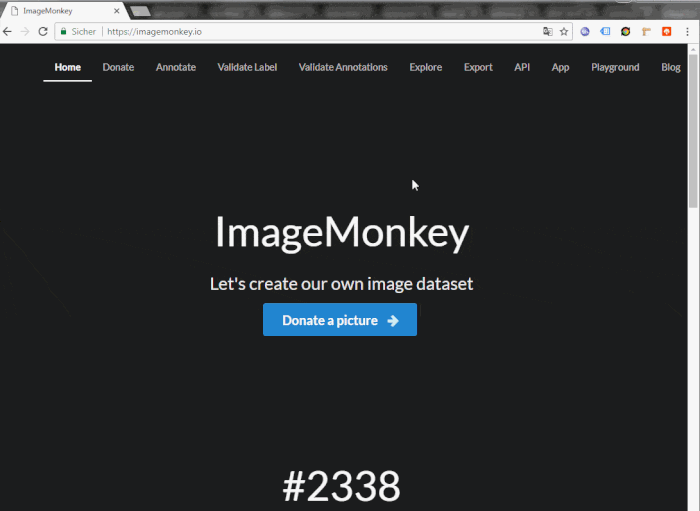 ImageMonkey
Sicher https://imagemonkey.io
Home Donate Annotate Validate Label Validate Annotations Explore Export API App Playground Blog
ImageMonkey
Let's create our own image dataset
Donate a picture
#2338